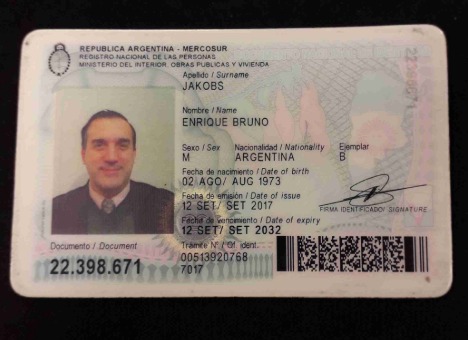 REPUBLICA ARGENTINA - MERCOSUR
REGISTRO NACIONAL DE LAS PERSONAS
MINISTERIO DEL INTERIOR, OBRAS PUBLICAS Y VIVIENDA
Apellido / Surname
JAKOBS
Nombre / Name
ENRIQUE BRUNO
Sexo / Sex Nacionalidad / Nationality Ejemplar
M ARGENTINA B
Fecha de nacimiento / Date of birth
02 AGO/ AUG 1973
Fecha de emisión / Date of issue
12 SET/ SET 2017
FIRMA IDENTIFICADO/ SIGNATURE
Fecha de vencimiento / Date of expiry
12 SET/ SET 2032
Documento / Document
Trámite Nº / Of. ident.
22.398.671
00513920768
7017